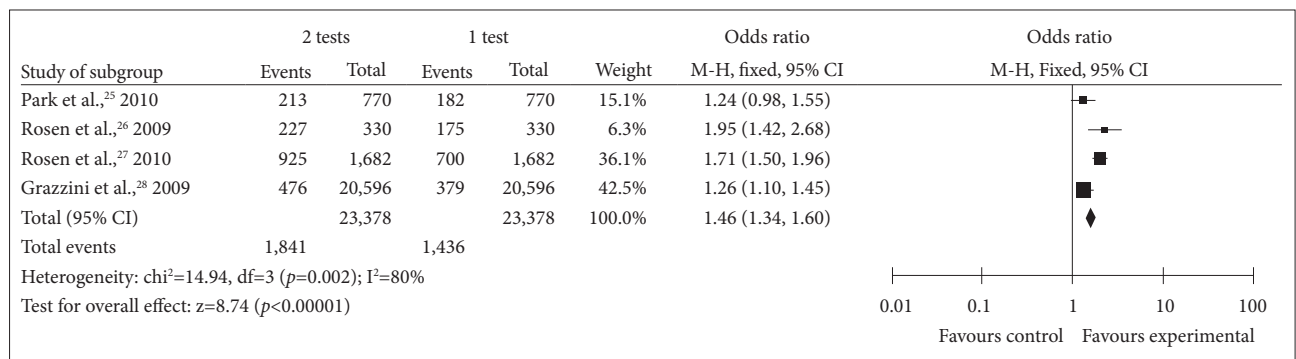 2 tests 1 test Odds ratio Odds ratio
Study of subgroup Events Total Events Total Weight M-H, fixed, 95% CI M-H, Fixed, 95% CI
Park et al.,²⁵ 2010 213 770 182 770 15.1% 1.24 (0.98, 1.55)
Rosen et al.,²⁶ 2009 227 330 175 330 6.3% 1.95 (1.42, 2.68)
Rosen et al.,²⁷ 2010 925 1,682 700 1,682 36.1% 1.71 (1.50, 1.96)
Grazzini et al.,²⁸ 2009 476 20,596 379 20,596 42.5% 1.26 (1.10, 1.45)
Total (95% CI) 23,378 23,378 100.0% 1.46 (1.34, 1.60)
Total events 1,841 1,436
Heterogeneity: chi²=14.94, df=3 (p=0.002); I²=80%
Test for overall effect: z=8.74 (p<0.00001)
0.01 0.1 1 10 100
Favours control Favours experimental